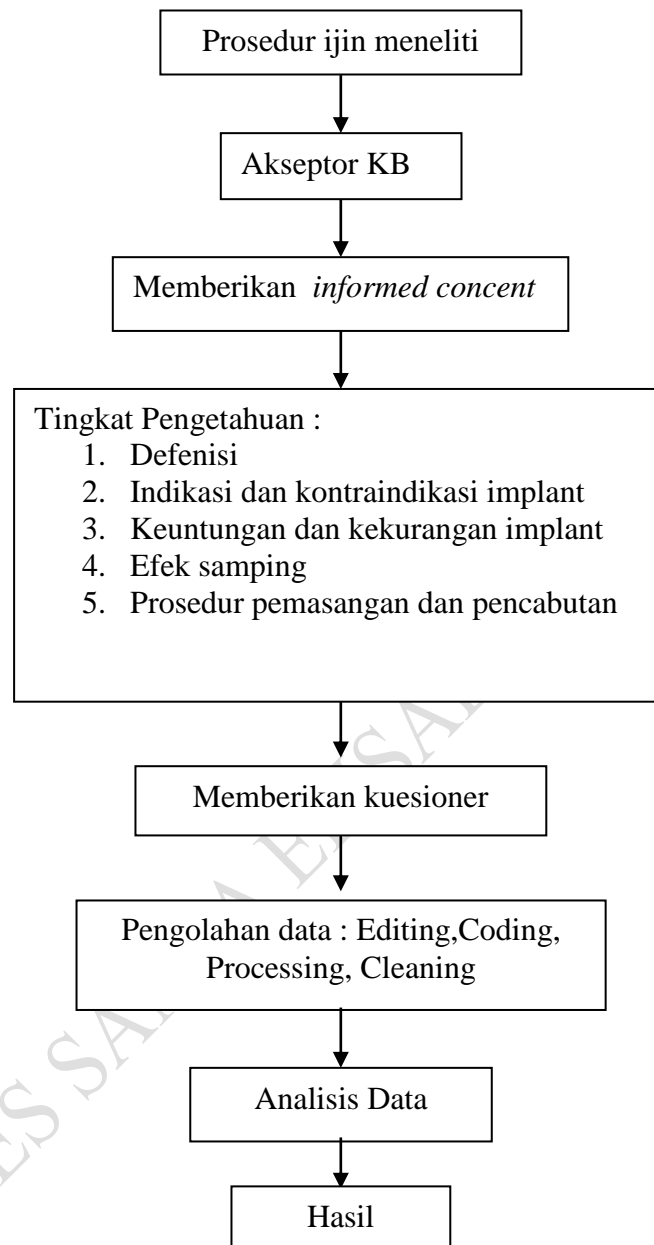 Prosedur ijin meneliti
Akseptor KB
Memberikan informed concent
Tingkat Pengetahuan :
1. Defenisi
2. Indikasi dan kontraindikasi implant
3. Keuntungan dan kekurangan implant
4. Efek samping
5. Prosedur pemasangan dan pencabutan
Memberikan kuesioner
Pengolahan data : Editing,Coding,
Processing, Cleaning
Analisis Data
Hasil